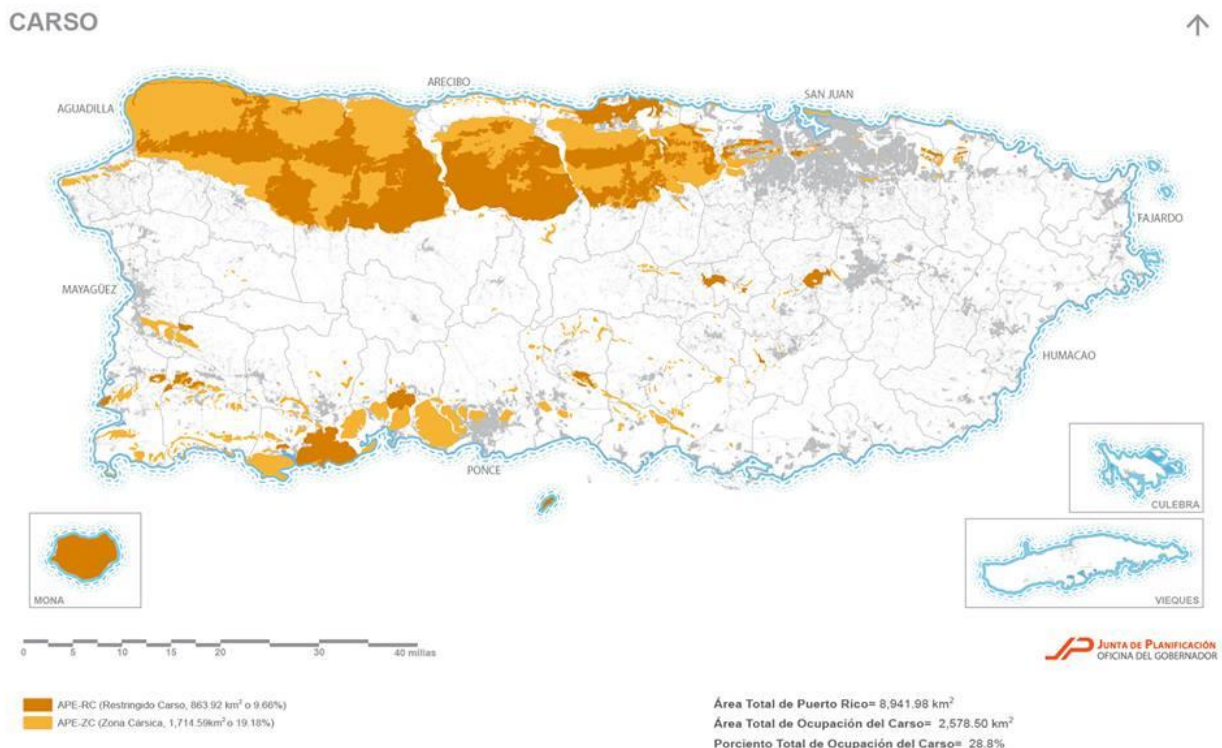 CARSO
ARECIBO
AGUADILLA
SAN JUAN
FAJARDO
MAYAGÜEZ
HUMACAO
PONCE
CULEBRA
MONA
VIEQUES
0 5 10 15 20 30 40 millas
JP JUNTA DE PLANIFICACIÓN
OFICINA DEL GOBERNADOR
APE-RC (Restringido Carso, 863.92 km² o 9.66%)
APE-ZC (Zona Cársica, 1,714.59km² o 19.18%)
Área Total de Puerto Rico= 8,941.98 km²
Área Total de Ocupación del Carso= 2,578.50 km²
Porciento Total de Ocupación del Carso= 28.8%